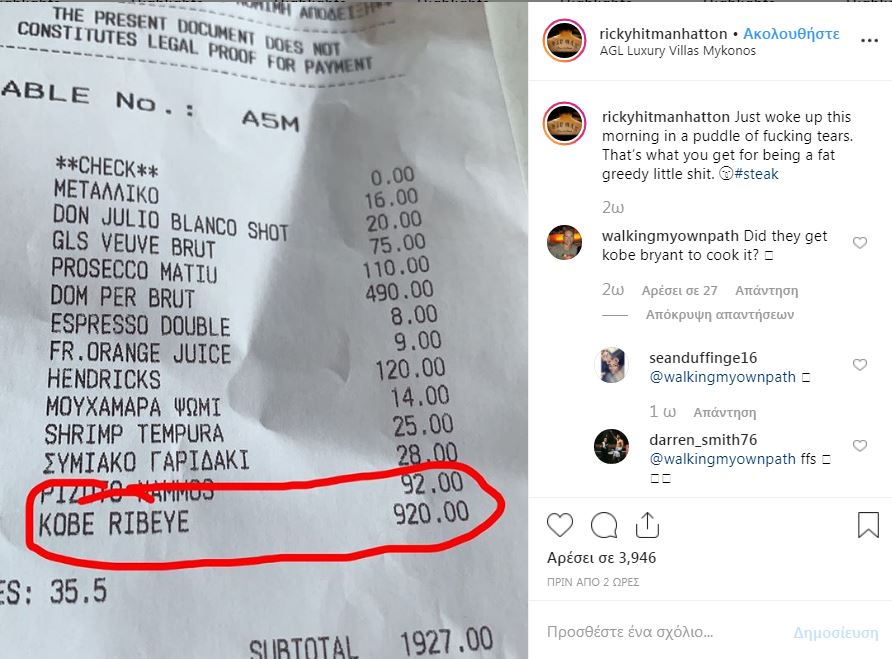 ΑΠΟΔΕΙΞΗ**
THE PRESENT DOCUMENT DOES NOT
CONSTITUTES LEGAL PROOF FOR PAYMENT
ABLE No.: A5M
**CHECK** 0.00
ΜΕΤΑΛΛΙΚΟ 16.00
DON JULIO BLANCO SHOT 20.00
GLS VEUVE BRUT 75.00
PROSECCO MATIU 110.00
DOM PER BRUT 490.00
ESPRESSO DOUBLE 8.00
FR.ORANGE JUICE 9.00
HENDRICKS 120.00
ΜΟΥΧΑΜΑΡΑ ΨΩΜΙ 14.00
SHRIMP TEMPURA 25.00
ΣΥΜΙΑΚΟ ΓΑΡΙΔΑΚΙ 28.00
ΡΙΖΟΤΟ NAMMOS 92.00
KOBE RIBEYE 920.00
ES: 35.5
SUBTOTAL 1927.00
rickyhitmanhatton • Ακολουθήστε
AGL Luxury Villas Mykonos
rickyhitmanhatton Just woke up this
morning in a puddle of fucking tears.
That's what you get for being a fat
greedy little shit. #steak
2ω
walkingmyownpath Did they get
kobe bryant to cook it?
2ω Αρέσει σε 27 Απάντηση
Απόκρυψη απαντήσεων
seanduffinge16
@walkingmyownpath
1 ω Απάντηση
darren_smith76
@walkingmyownpath ffs
Αρέσει σε 3,946
ΠΡΙΝ ΑΠΌ 2 ΏΡΕΣ
Προσθέστε ένα σχόλιο...
Δημοσίευση